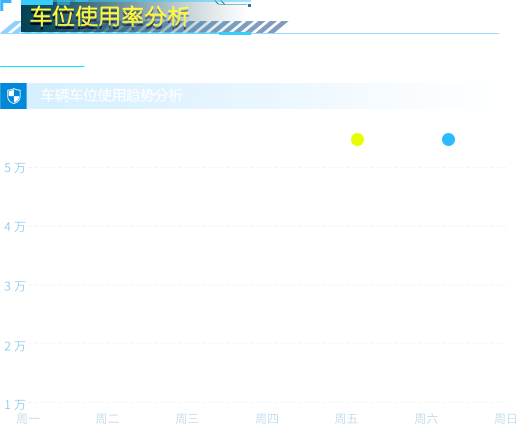 车位使用率分析
车辆车位使用趋势分析
5 万
4 万
3 万
2 万
1 万
周一 周二 周三 周四 周五 周六 周日